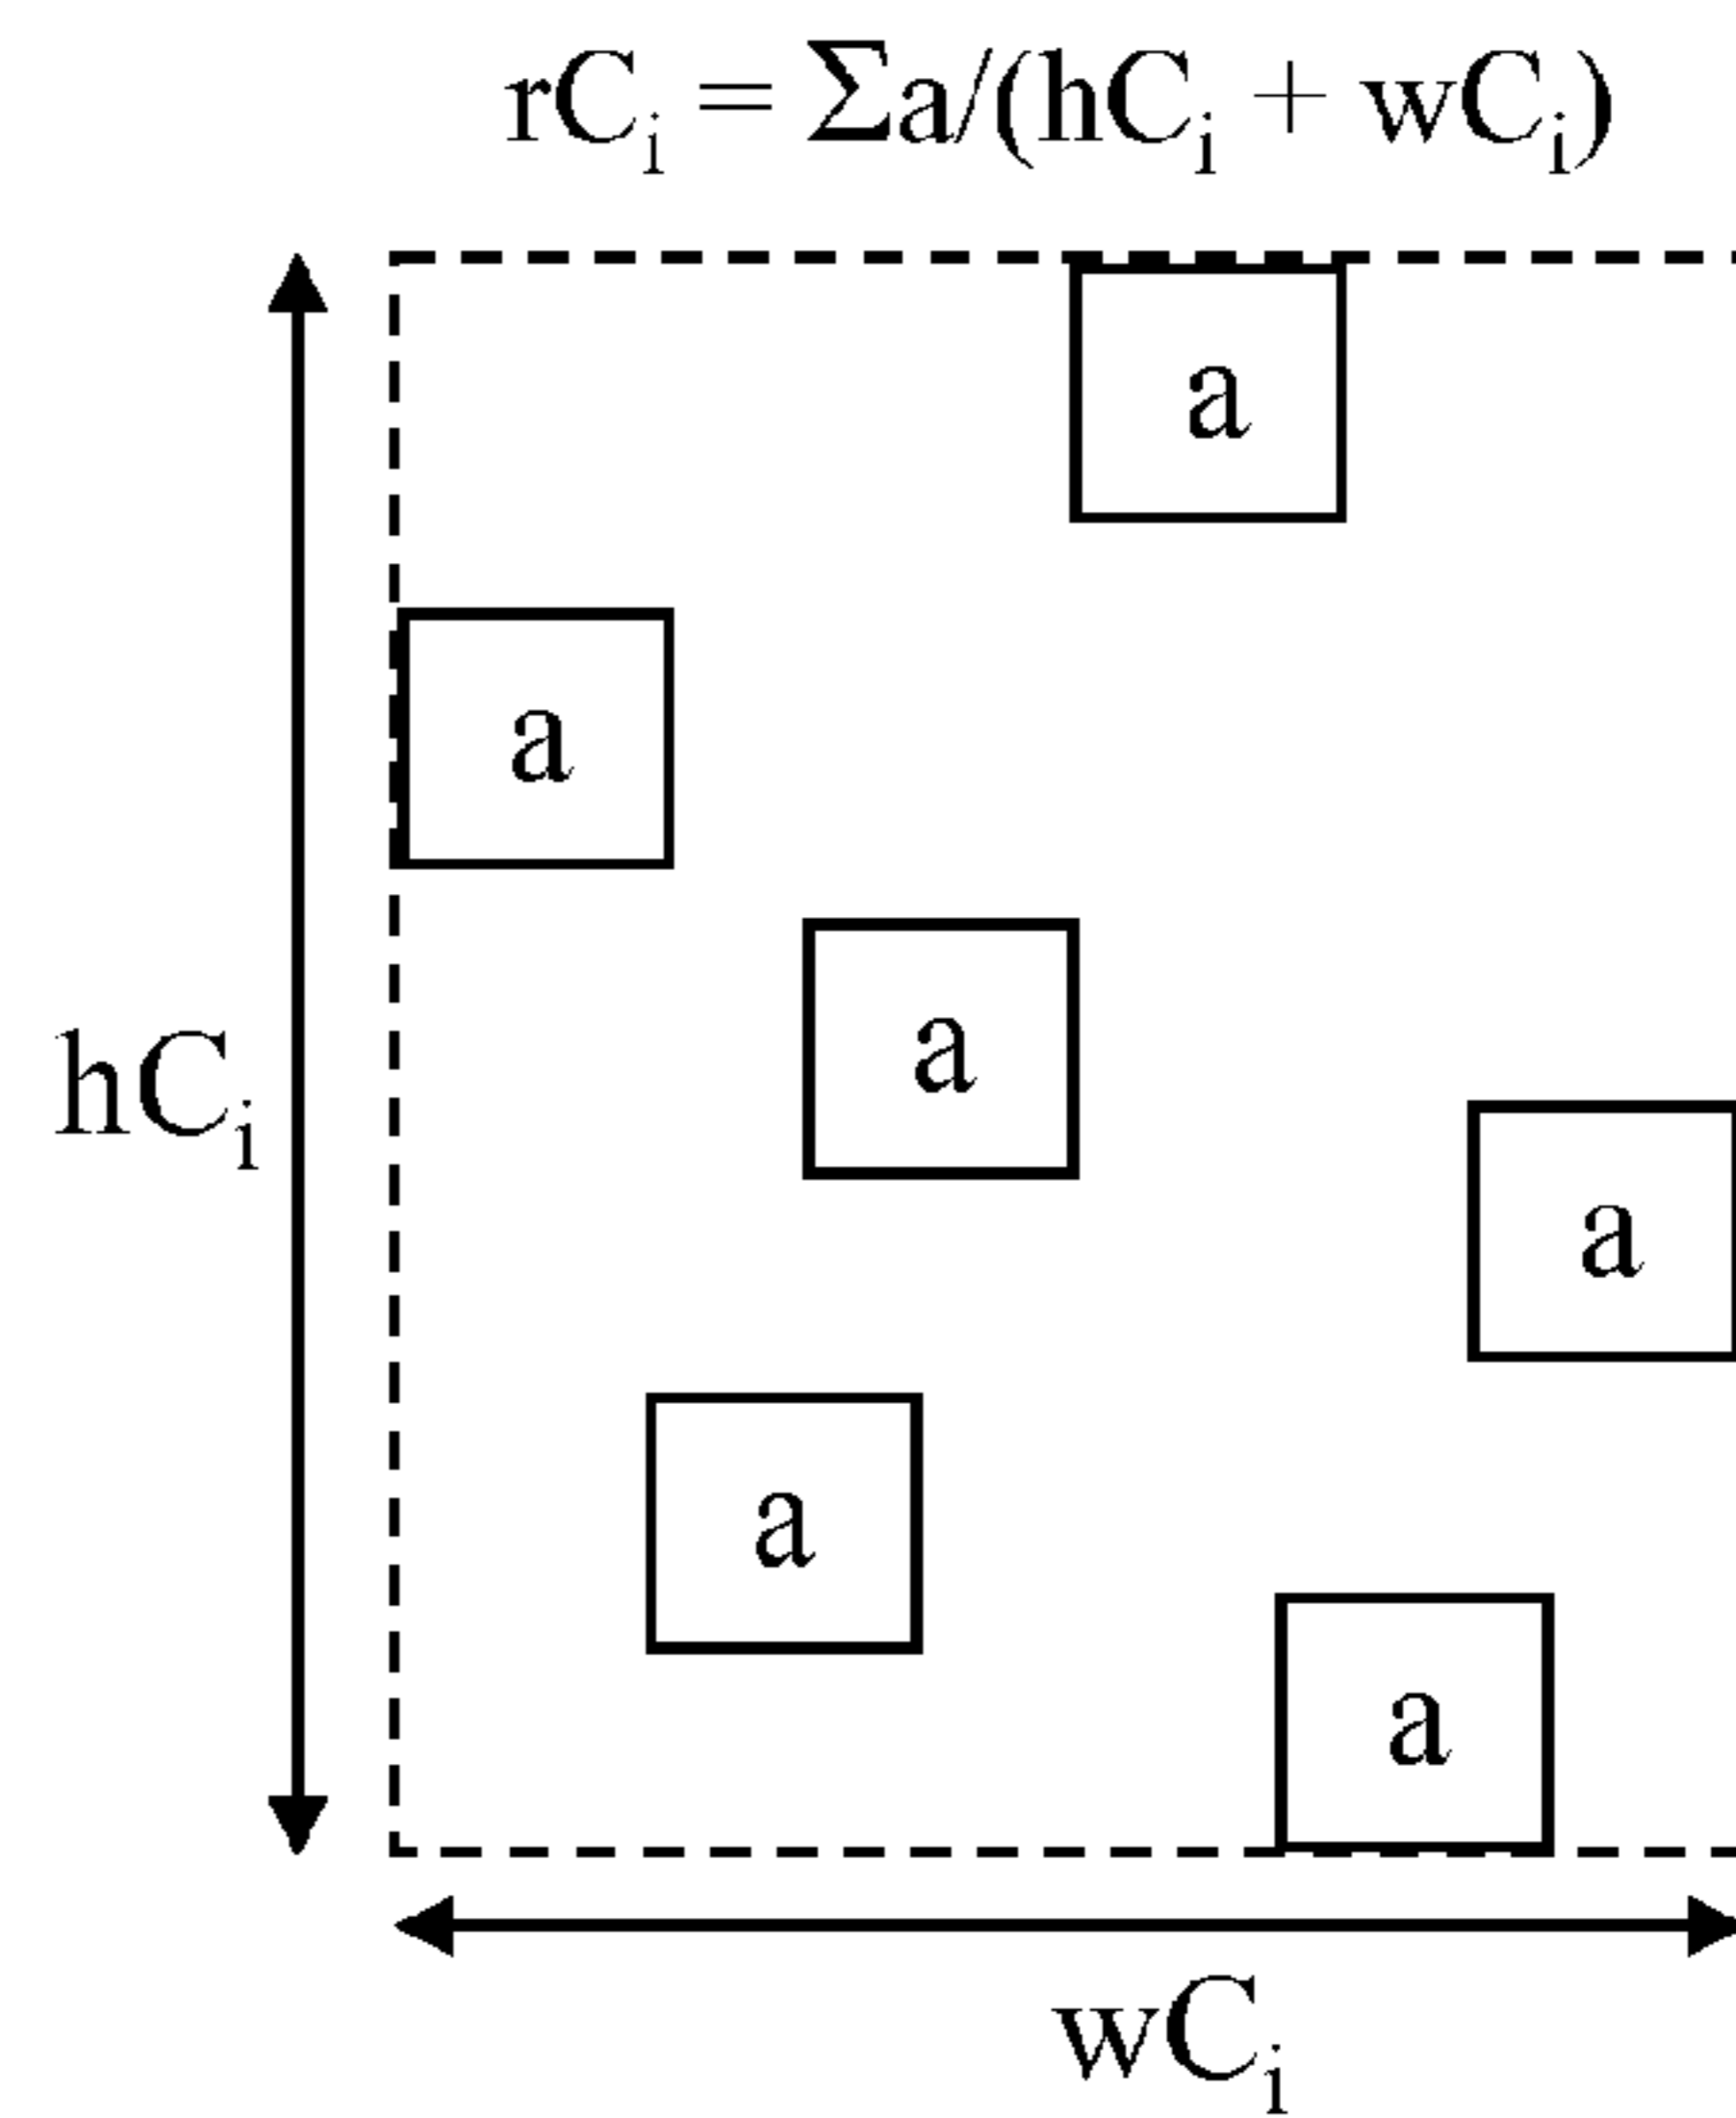 rCᵢ = Σa/(hCᵢ + wCᵢ)
a
a
a
hCᵢ
a
a
a
wCᵢ